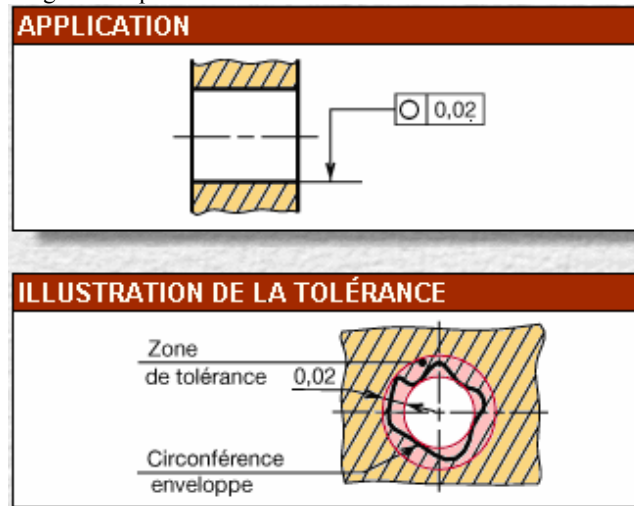 APPLICATION
0,02
ILLUSTRATION DE LA TOLÉRANCE
Zone
de tolérance
0,02
Circonférence
enveloppe